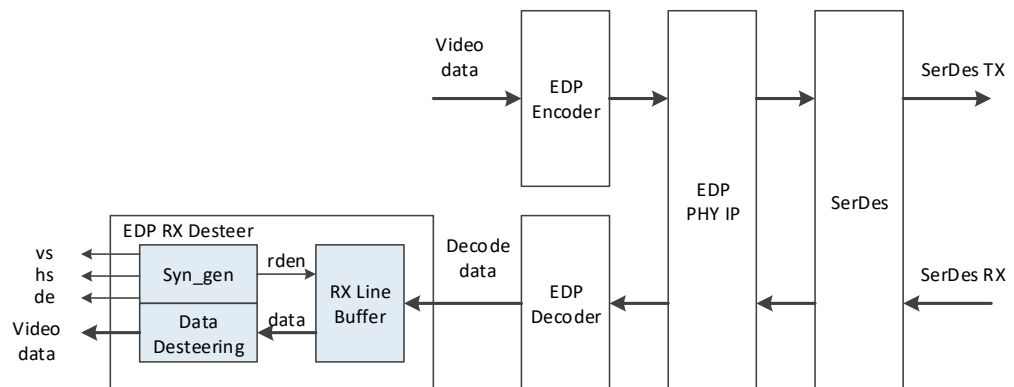 Video
data
SerDes TX
EDP
Encoder
EDP
PHY IP
SerDes
EDP RX Desteer
vs
hs
de
Syn_gen
rden
RX Line
Buffer
Decode
data
EDP
Decoder
SerDes RX
Video
data
Data
Desteering
data